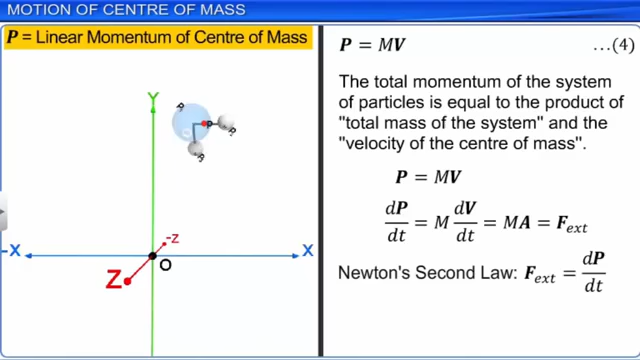 MOTION OF CENTRE OF MASS
P = Linear Momentum of Centre of Mass
Y
P
P
P
P
-X
X
-Z
Z
O
P = MV ...(4)
The total momentum of the system
of particles is equal to the product of
"total mass of the system" and the
"velocity of the centre of mass".
P = MV
dP/dt = M dV/dt = MA = F_ext
Newton's Second Law: F_ext = dP/dt